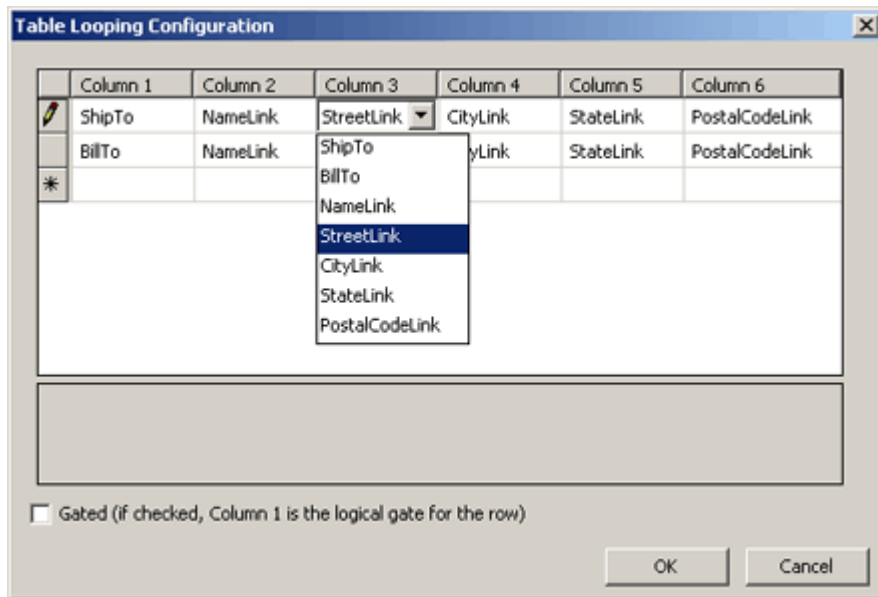 Table Looping Configuration
Column 1 Column 2 Column 3 Column 4 Column 5 Column 6
ShipTo NameLink StreetLink CityLink StateLink PostalCodeLink
BillTo NameLink yLink StateLink PostalCodeLink
ShipTo
BillTo
NameLink
StreetLink
CityLink
StateLink
PostalCodeLink
Gated (if checked, Column 1 is the logical gate for the row)
OK Cancel